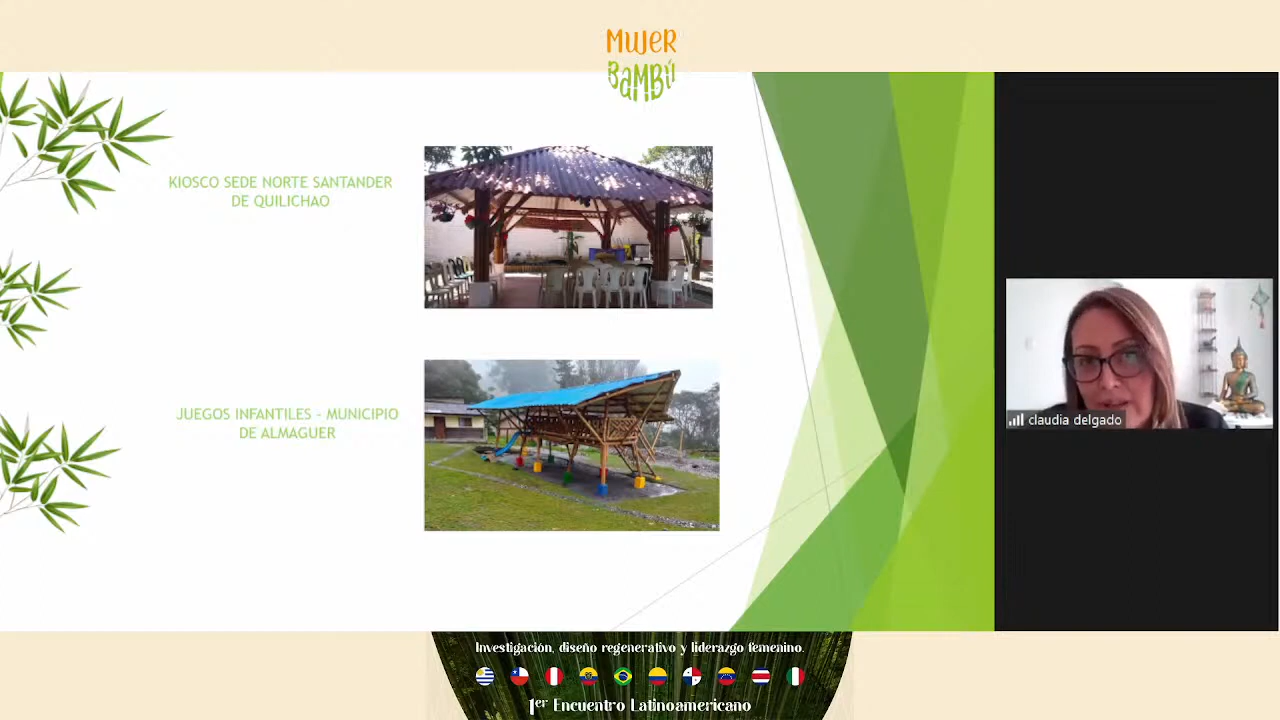 MUJER
BAMBÚ
KIOSCO SEDE NORTE SANTANDER
DE QUILICHAO
JUEGOS INFANTILES - MUNICIPIO
DE ALMAGUER
claudia delgado
Investigación, diseño regenerativo y liderazgo femenino.
1er Encuentro Latinoamericano